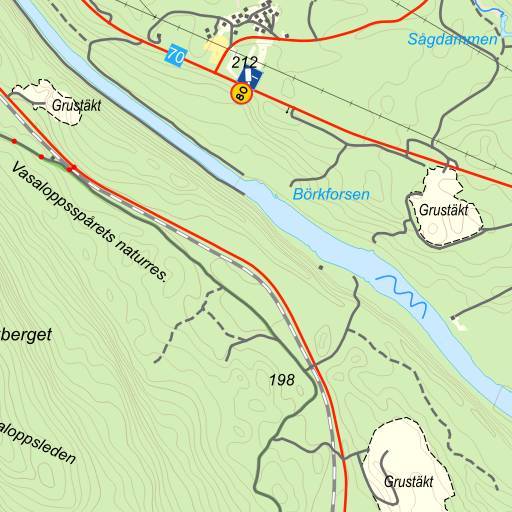 Sågdammen
70
212
80
Grustäkt
Vasaloppsspårets naturres.
Börkforsen
Grustäkt
berget
198
aloppsleden
Grustäkt